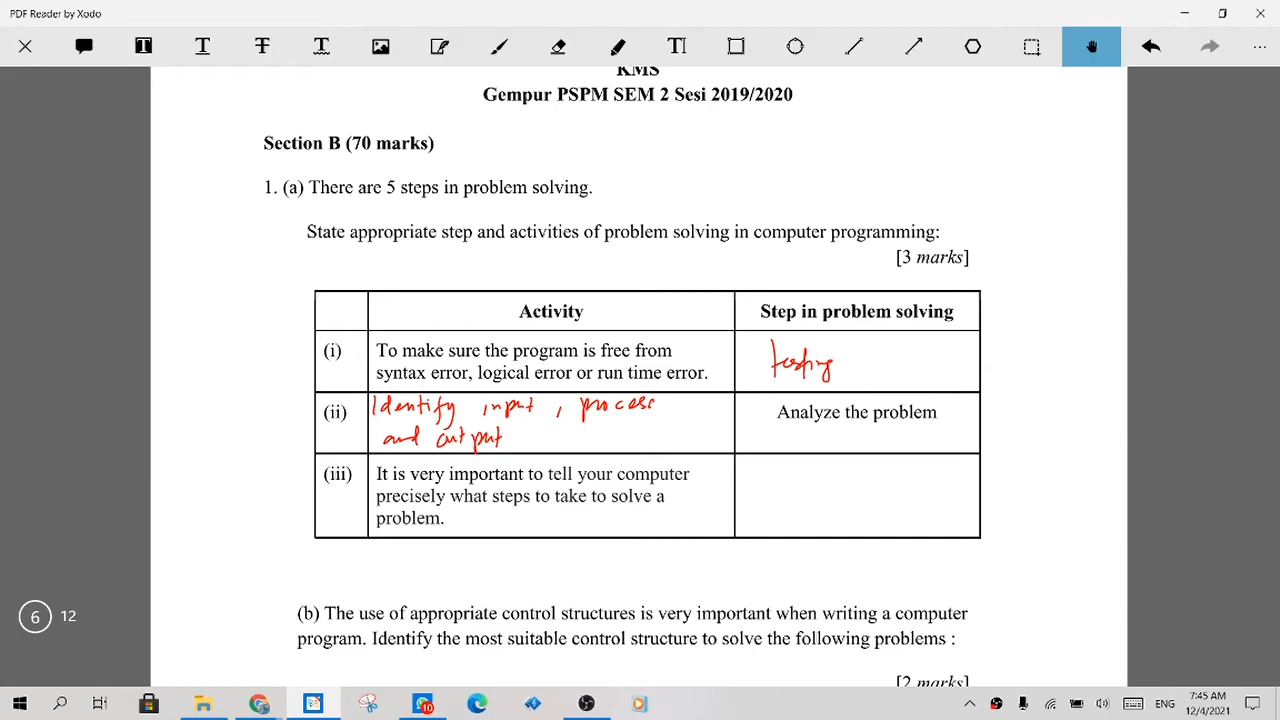 PDF Reader by Xodo
KMS
Gempur PSPM SEM 2 Sesi 2019/2020
Section B (70 marks)
1. (a) There are 5 steps in problem solving.
State appropriate step and activities of problem solving in computer programming:
[3 marks]
Activity
Step in problem solving
(i)
To make sure the program is free from
syntax error, logical error or run time error.
testing
(ii)
Identify input, process
and output
Analyze the problem
(iii)
It is very important to tell your computer
precisely what steps to take to solve a
problem.
6 12
(b) The use of appropriate control structures is very important when writing a computer
program. Identify the most suitable control structure to solve the following problems :
[2 marks]
10
ENG
7:45 AM
12/4/2021